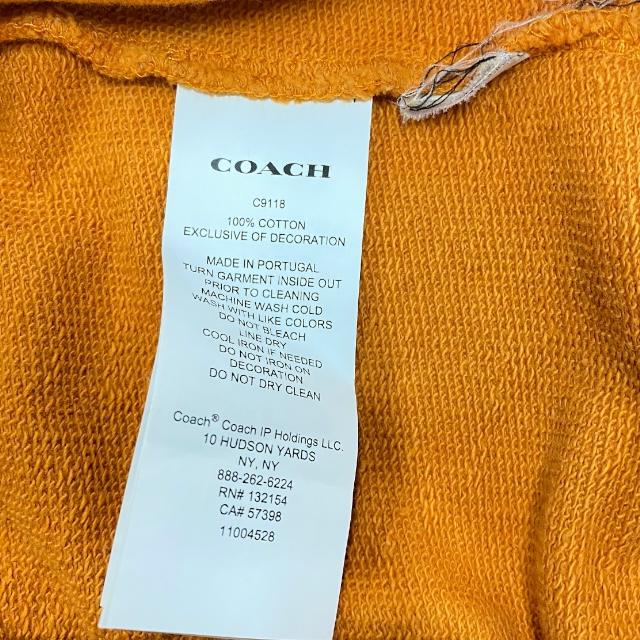 COACH
C9118
100% COTTON
EXCLUSIVE OF DECORATION
MADE IN PORTUGAL
TURN GARMENT INSIDE OUT
PRIOR TO CLEANING
MACHINE WASH COLD
WASH WITH LIKE COLORS
DO NOT BLEACH
LINE DRY
COOL IRON IF NEEDED
DO NOT IRON ON
DECORATION
DO NOT DRY CLEAN
Coach® Coach IP Holdings LLC.
10 HUDSON YARDS
NY, NY
888-262-6224
RN# 132154
CA# 57398
11004528